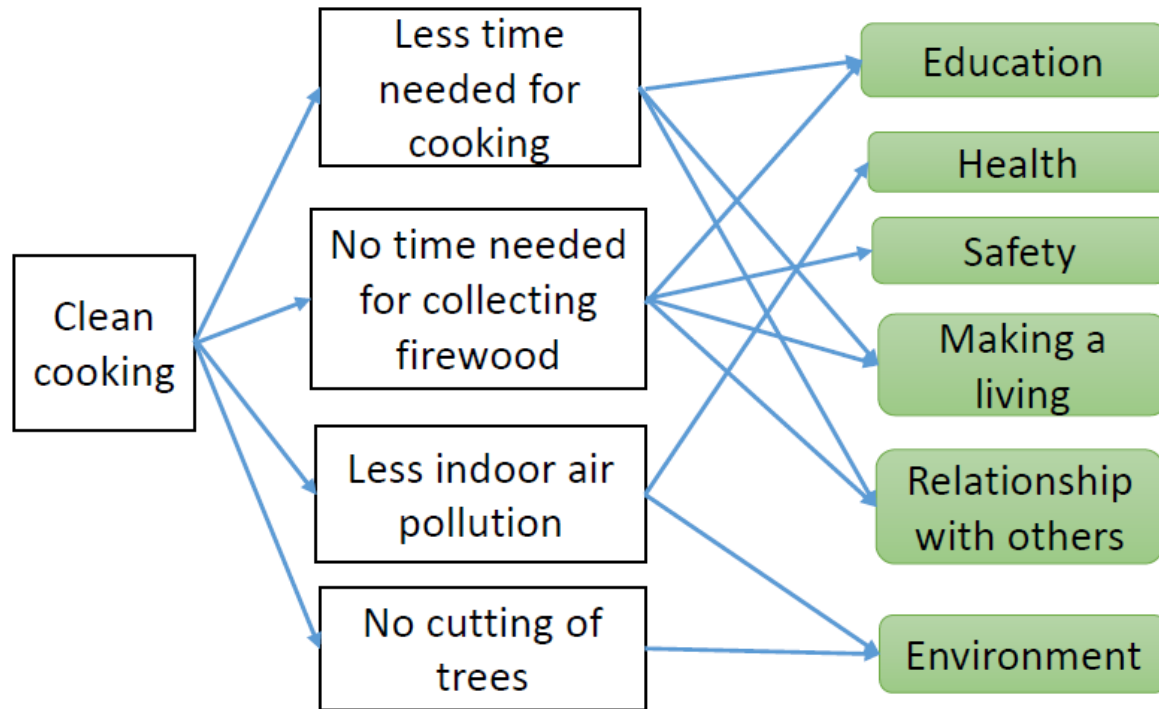 Clean
cooking
Less time
needed for
cooking
No time needed
for collecting
firewood
Less indoor air
pollution
No cutting of
trees
Education
Health
Safety
Making a
living
Relationship
with others
Environment